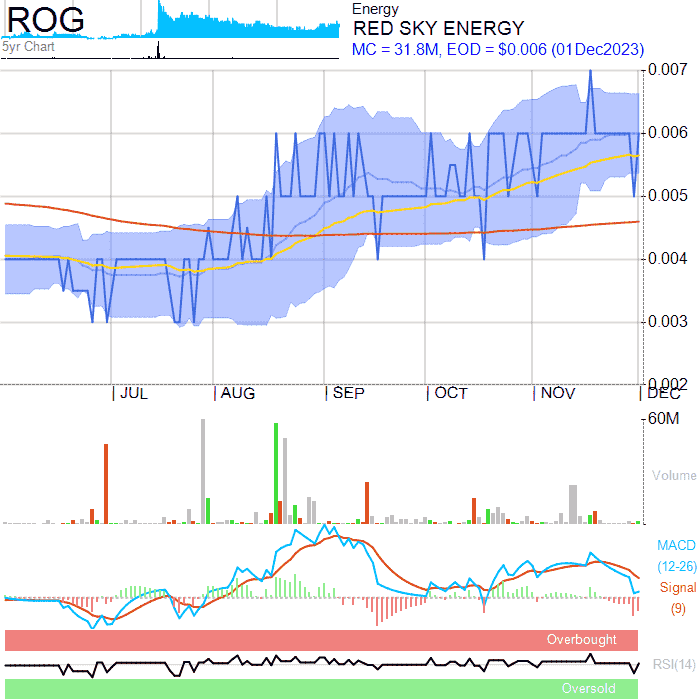 ROG
5yr Chart
Energy
RED SKY ENERGY
MC = 31.8M, EOD = $0.006 (01Dec2023)
0.007
0.006
0.005
0.004
0.003
0.002
JUL
AUG
SEP
OCT
NOV
DEC
60M
Volume
MACD
(12-26)
Signal
(9)
Overbought
RSI(14)
Oversold